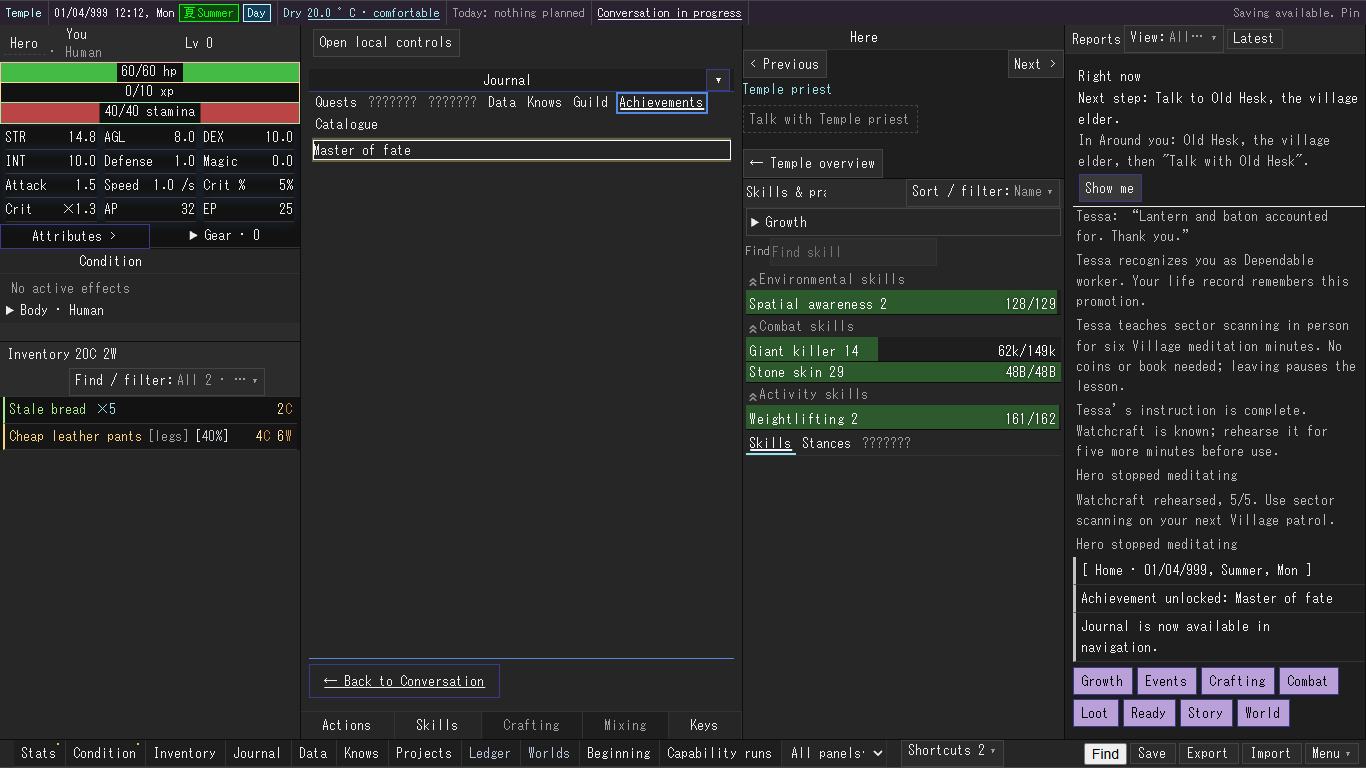 Temple 01/04/999 12:12, Mon 夏Summer Day Dry 20.0 °C · comfortable Today: nothing planned Conversation in progress Saving available. Pin
Hero · You Human Lv 0
60/60 hp
0/10 xp
40/40 stamina
STR 14.8 AGL 8.0 DEX 10.0
INT 10.0 Defense 1.0 Magic 0.0
Attack 1.5 Speed 1.0 /s Crit % 5%
Crit ×1.3 AP 32 EP 25
Attributes > ▶ Gear · 0
Condition
No active effects
▶ Body · Human
Inventory 20C 2W
Find / filter: All 2 · ⋯ ▾
Stale bread ×5 2C
Cheap leather pants [legs] [40%] 4C 6W
Open local controls
Journal ▼
Quests ??????? ??????? Data Knows Guild Achievements
Catalogue
Master of fate
← Back to Conversation
Actions Skills Crafting Mixing Keys
Here
< Previous Next >
Temple priest
Talk with Temple priest
← Temple overview
Skills & pra Sort / filter: Name ▾
▶ Growth
Find Find skill
Environmental skills
Spatial awareness 2 128/129
Combat skills
Giant killer 14 62k/149k
Stone skin 29 48B/48B
Activity skills
Weightlifting 2 161/162
Skills Stances ???????
Reports View: All⋯ ▾ Latest
Right now
Next step: Talk to Old Hesk, the village
elder.
In Around you: Old Hesk, the village
elder, then "Talk with Old Hesk".
Show me
Tessa: “Lantern and baton accounted
for. Thank you.”
Tessa recognizes you as Dependable
worker. Your life record remembers this
promotion.
Tessa teaches sector scanning in person
for six Village meditation minutes. No
coins or book needed; leaving pauses the
lesson.
Tessa’s instruction is complete.
Watchcraft is known; rehearse it for
five more minutes before use.
Hero stopped meditating
Watchcraft rehearsed, 5/5. Use sector
scanning on your next Village patrol.
Hero stopped meditating
[ Home · 01/04/999, Summer, Mon ]
Achievement unlocked: Master of fate
Journal is now available in
navigation.
Growth Events Crafting Combat
Loot Ready Story World
Stats Condition Inventory Journal Data Knows Projects Ledger Worlds Beginning Capability runs All panels· Shortcuts 2 ▾ Find Save Export Import Menu ▾